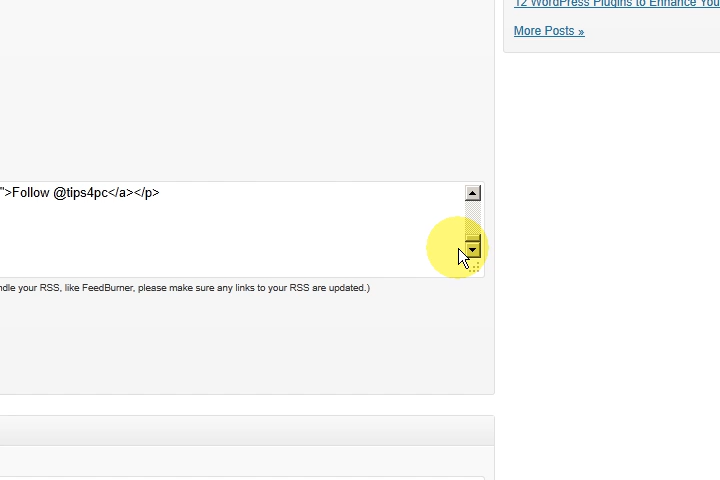 12 WordPress Plugins to Enhance You
More Posts »
">Follow @tips4pc</a></p>
ndle your RSS, like FeedBurner, please make sure any links to your RSS are updated.)